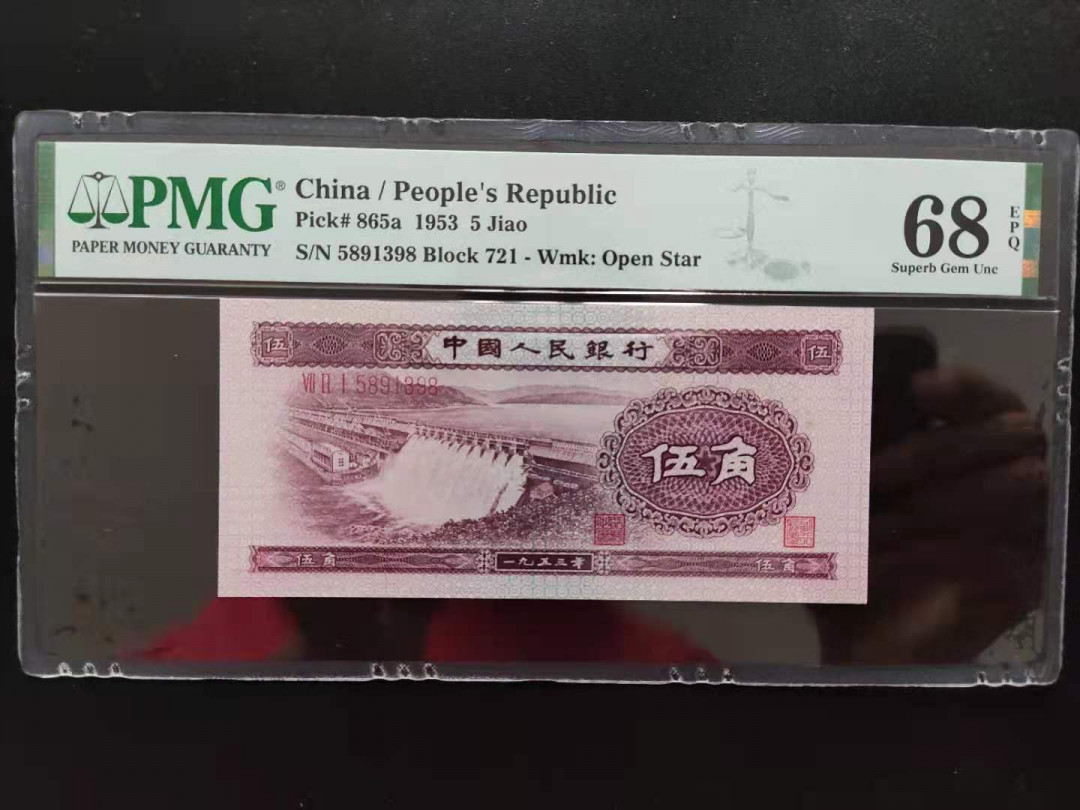 PMG®
PAPER MONEY GUARANTY
China / People's Republic
Pick# 865a 1953 5 Jiao
S/N 5891398 Block 721 - Wmk: Open Star
68
EPQ
Superb Gem Unc
伍 中國人民銀行 伍
VII II I 5891398
伍角
伍角 一九五三年 伍角